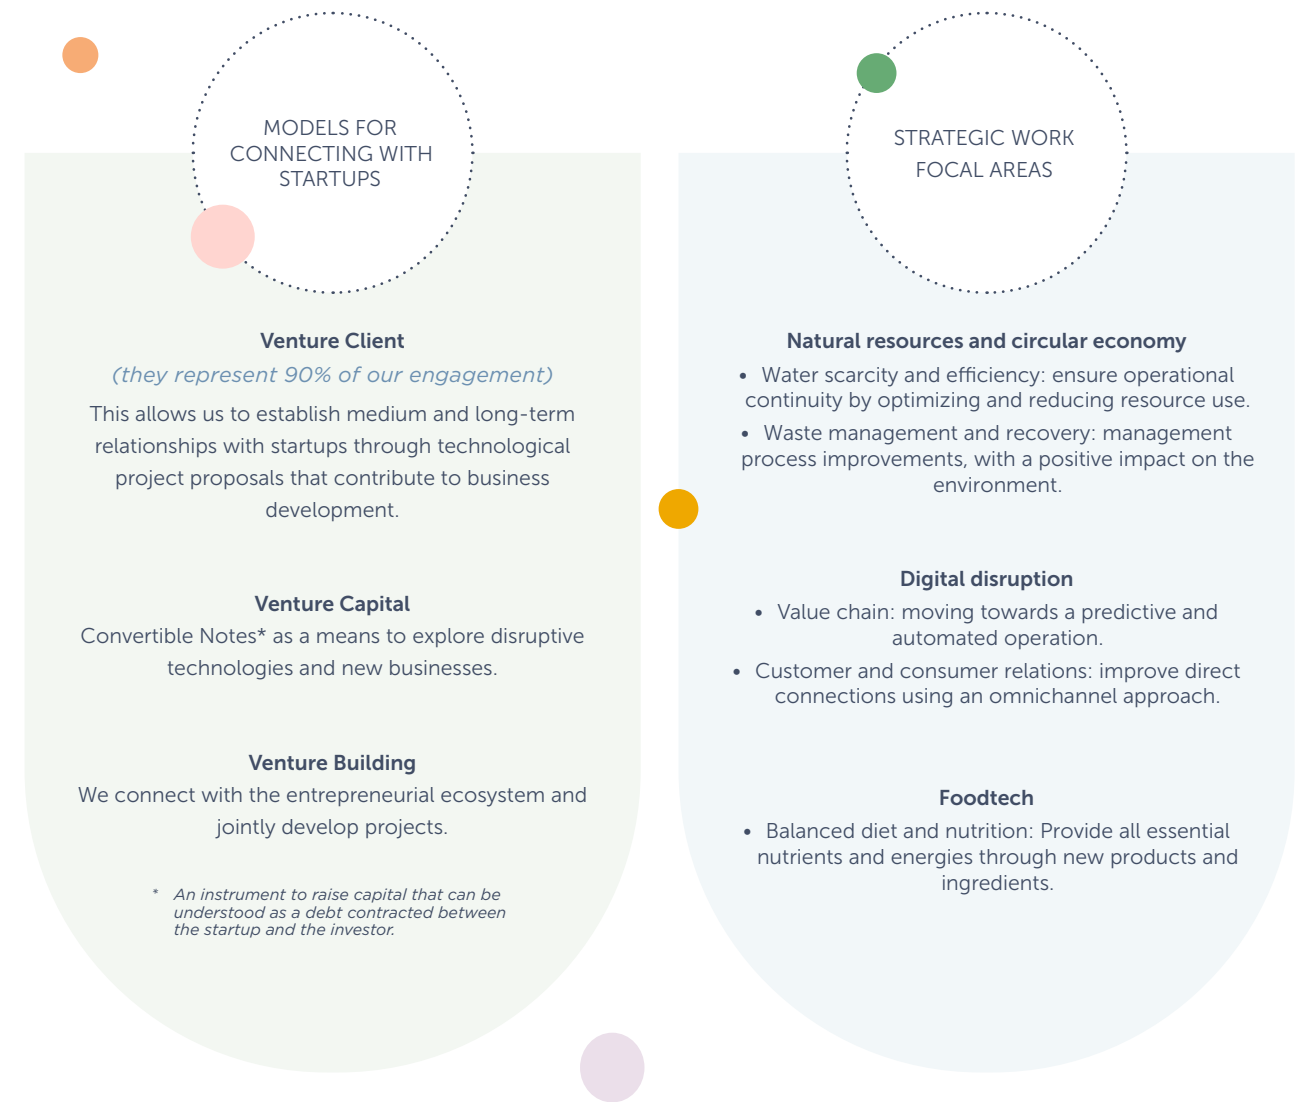 MODELS FOR
CONNECTING WITH
STARTUPS
Venture Client
(they represent 90% of our engagement)
This allows us to establish medium and long-term
relationships with startups through technological
project proposals that contribute to business
development.
Venture Capital
Convertible Notes* as a means to explore disruptive
technologies and new businesses.
Venture Building
We connect with the entrepreneurial ecosystem and
jointly develop projects.
* An instrument to raise capital that can be
understood as a debt contracted between
the startup and the investor.
STRATEGIC WORK
FOCAL AREAS
Natural resources and circular economy
• Water scarcity and efficiency: ensure operational
continuity by optimizing and reducing resource use.
• Waste management and recovery: management
process improvements, with a positive impact on the
environment.
Digital disruption
• Value chain: moving towards a predictive and
automated operation.
• Customer and consumer relations: improve direct
connections using an omnichannel approach.
Foodtech
• Balanced diet and nutrition: Provide all essential
nutrients and energies through new products and
ingredients.